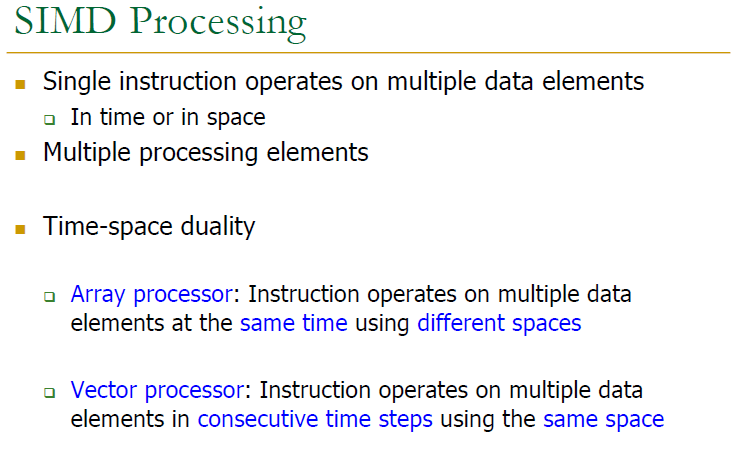 SIMD Processing
Single instruction operates on multiple data elements
In time or in space
Multiple processing elements
Time-space duality
Array processor: Instruction operates on multiple data
elements at the same time using different spaces
Vector processor: Instruction operates on multiple data
elements in consecutive time steps using the same space